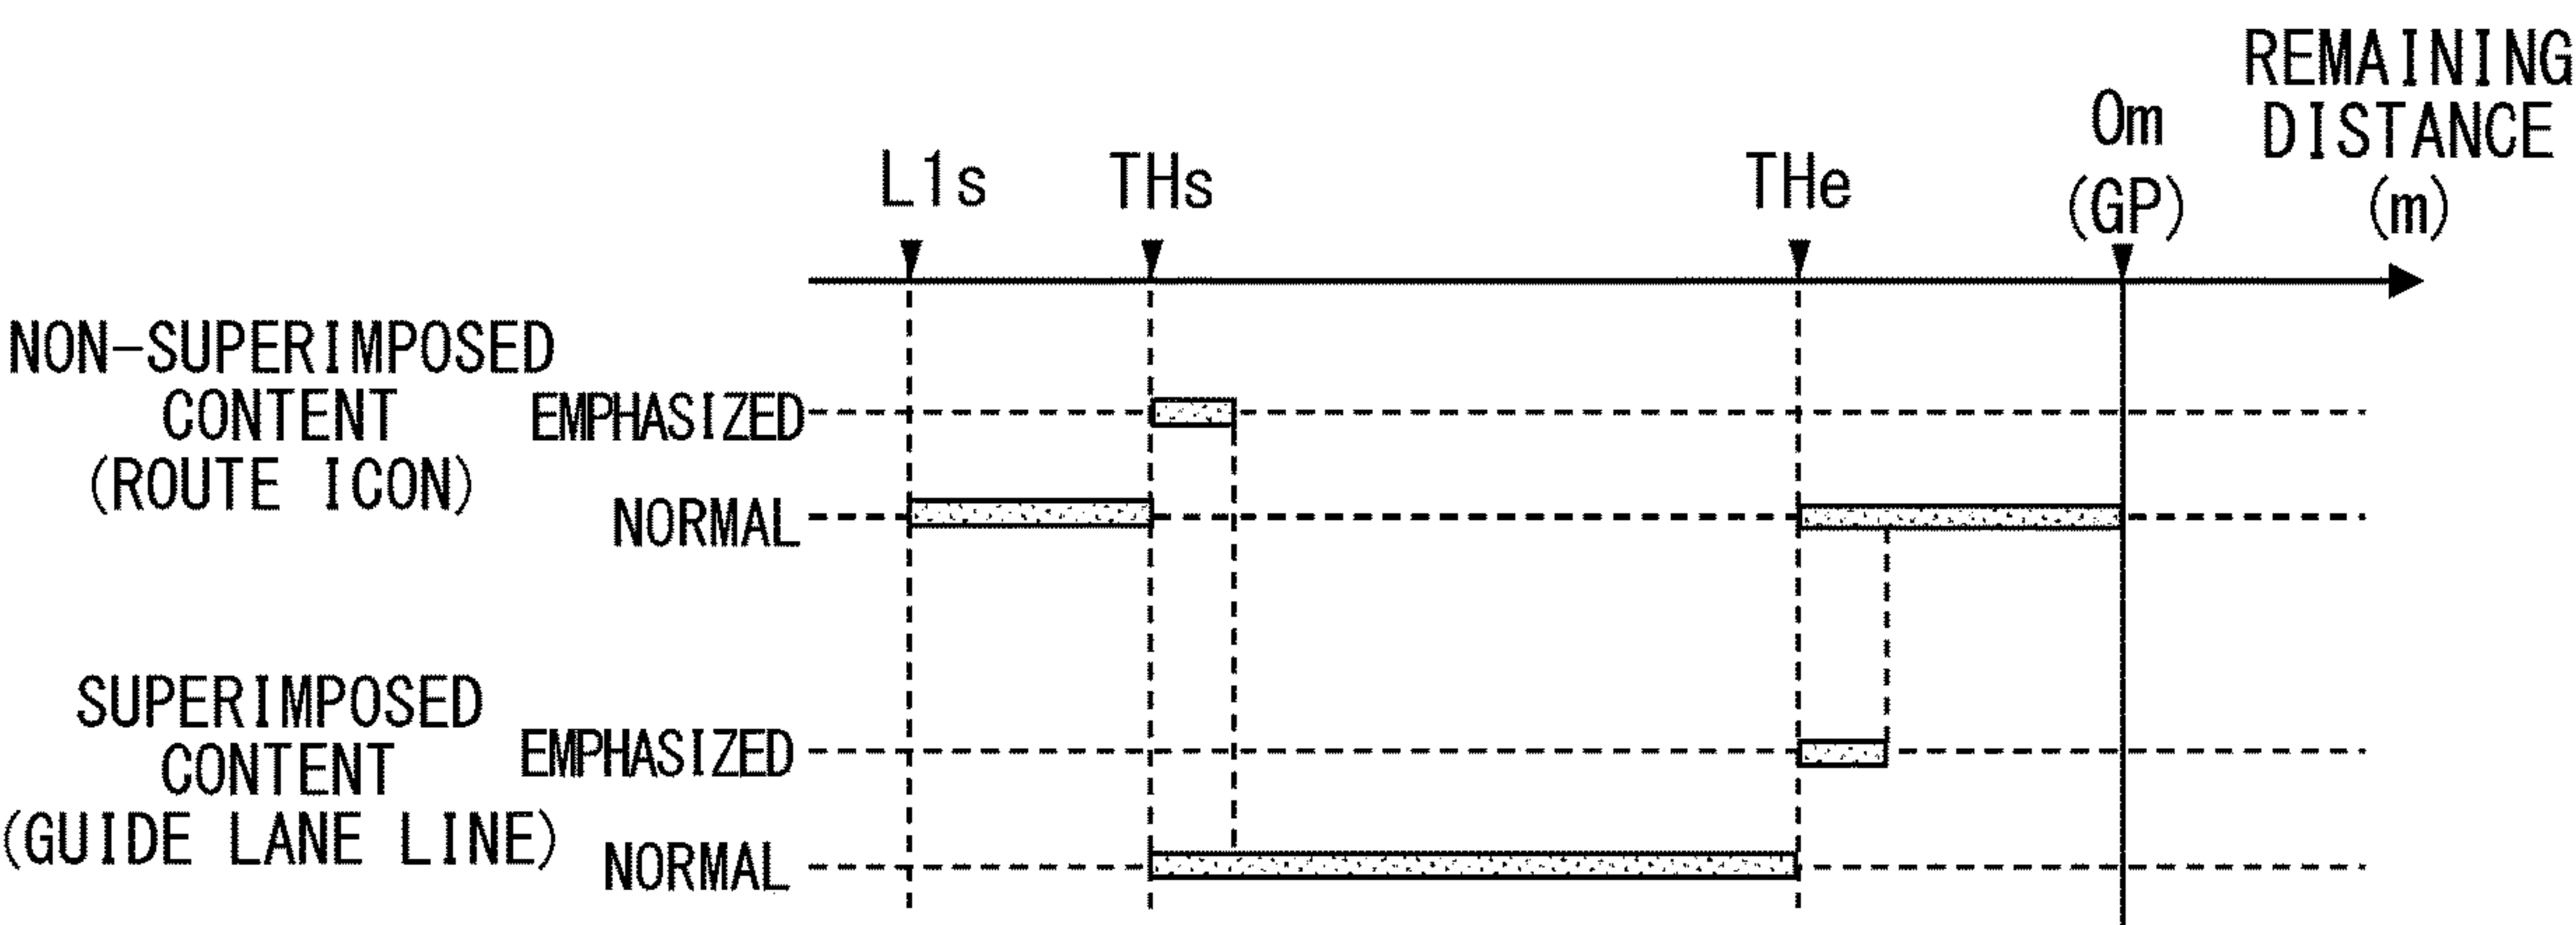 REMAINING
DISTANCE
(m)
0m
(GP)
L1s
THs
THe
NON-SUPERIMPOSED
CONTENT
(ROUTE ICON)
EMPHASIZED
NORMAL
SUPERIMPOSED
CONTENT
(GUIDE LANE LINE)
EMPHASIZED
NORMAL